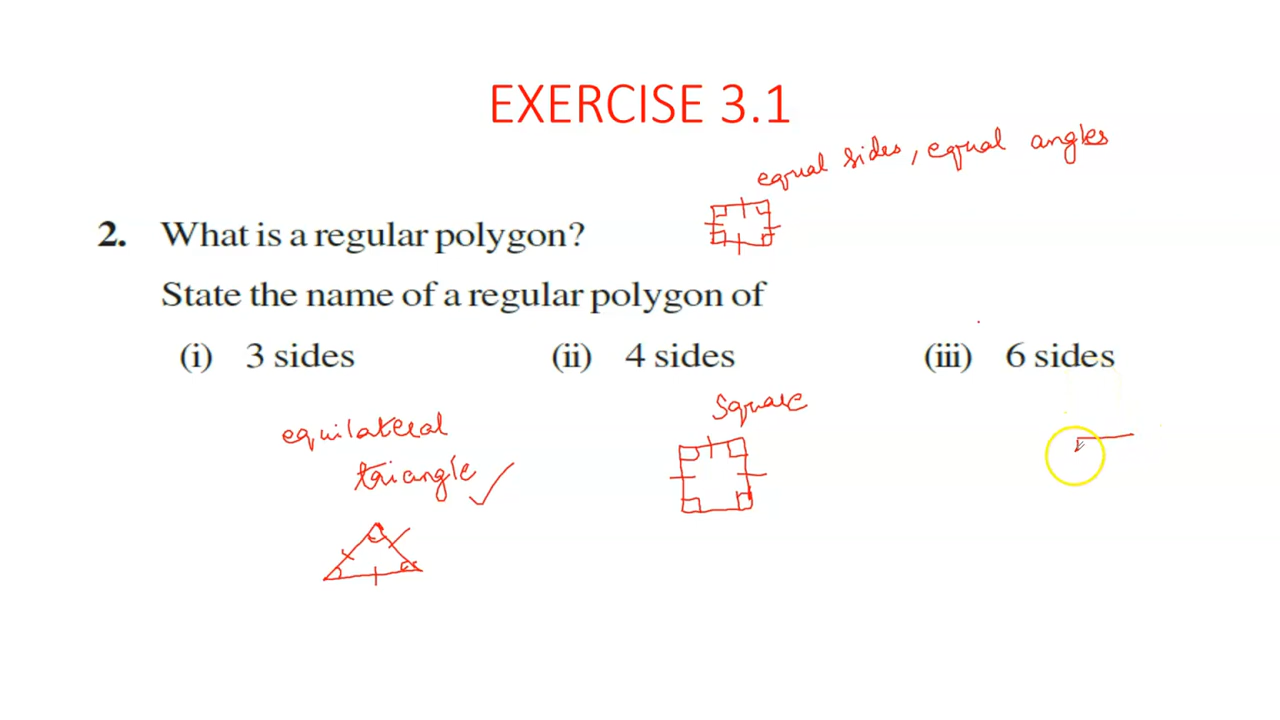 EXERCISE 3.1
equal sides, equal angles
2. What is a regular polygon?
State the name of a regular polygon of
(i) 3 sides (ii) 4 sides (iii) 6 sides
equilateral
triangle
Square